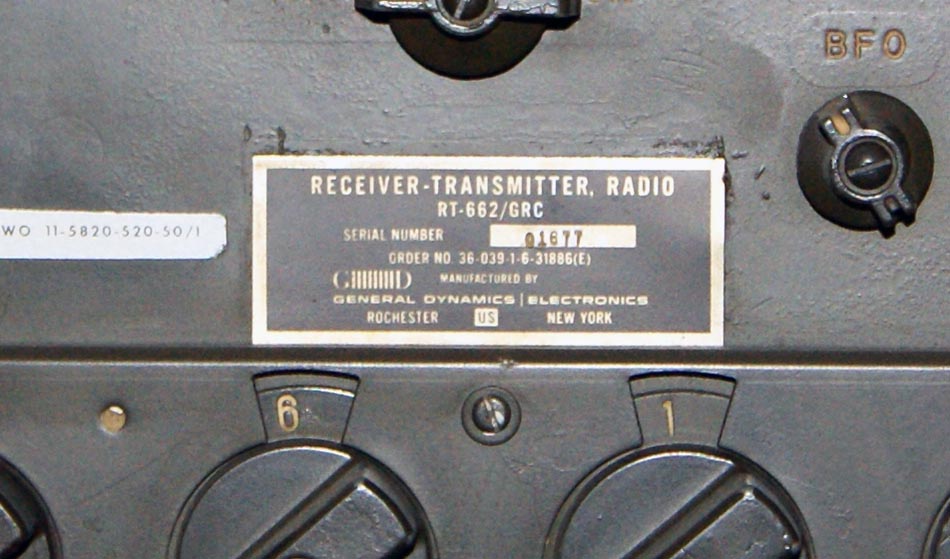 BFO
RECEIVER-TRANSMITTER, RADIO
RT-662/GRC
WO 11-5820-520-50/1
SERIAL NUMBER 01677
ORDER NO. 36-039-1-6-31886(E)
GD MANUFACTURED BY
GENERAL DYNAMICS | ELECTRONICS
ROCHESTER US NEW YORK
6 1